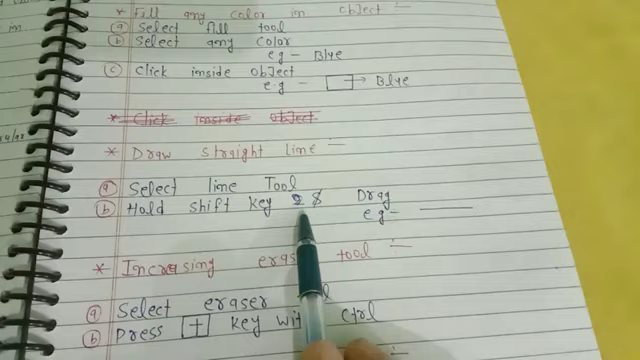 * Fill any color in object :-
(a) Select fill tool
(b) Select any color
eg - Blue
(c) Click inside object
e.g - → Blue
* Click inside object
* Draw straight line :-
(a) Select line Tool
(b) Hold shift key & Drag
eg -
* Increasing tool :-
(a) Select eraser
(b) Press + key with Ctrl